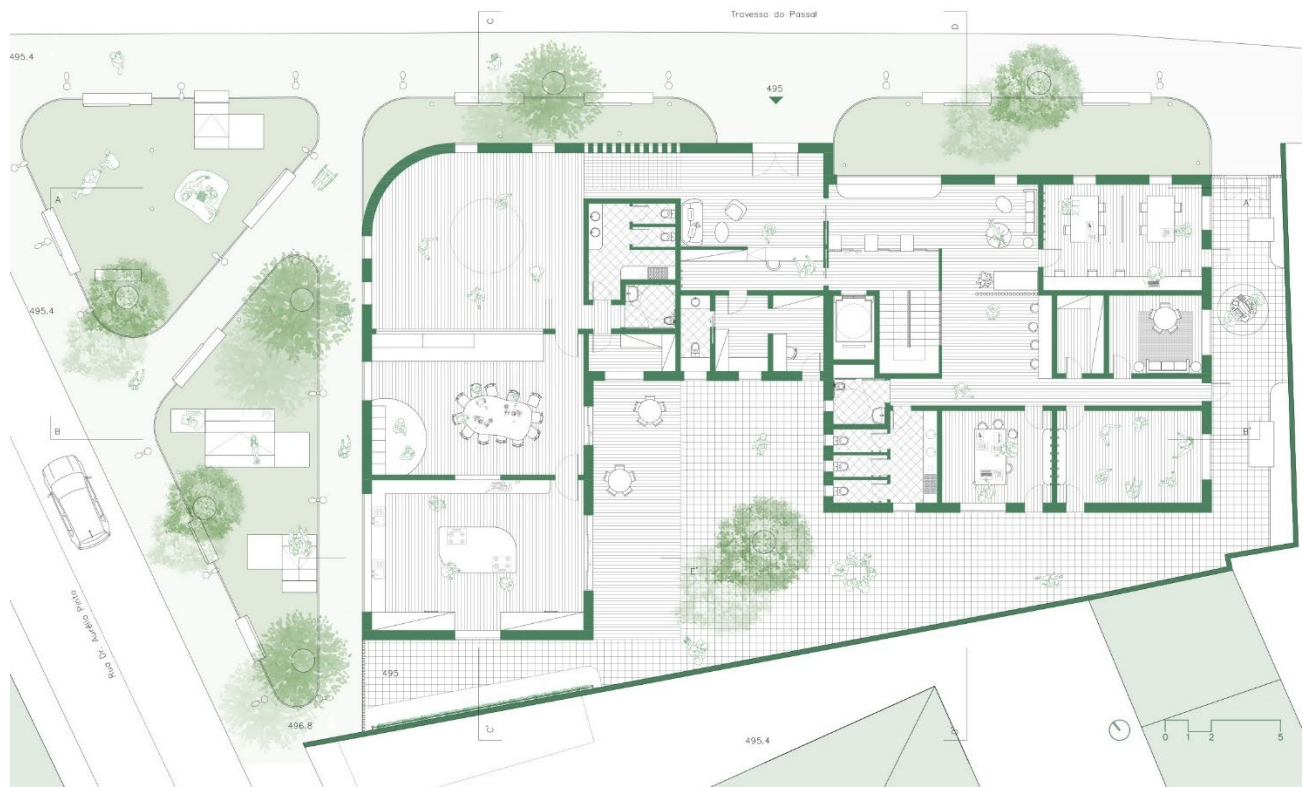 Travessa do Passal
C
D
495.4
495
A
A'
495.4
B
B'
E'
Rua Dr. Aurélio Pinto
495
496.8
C
495.4
D
0 1 2 5